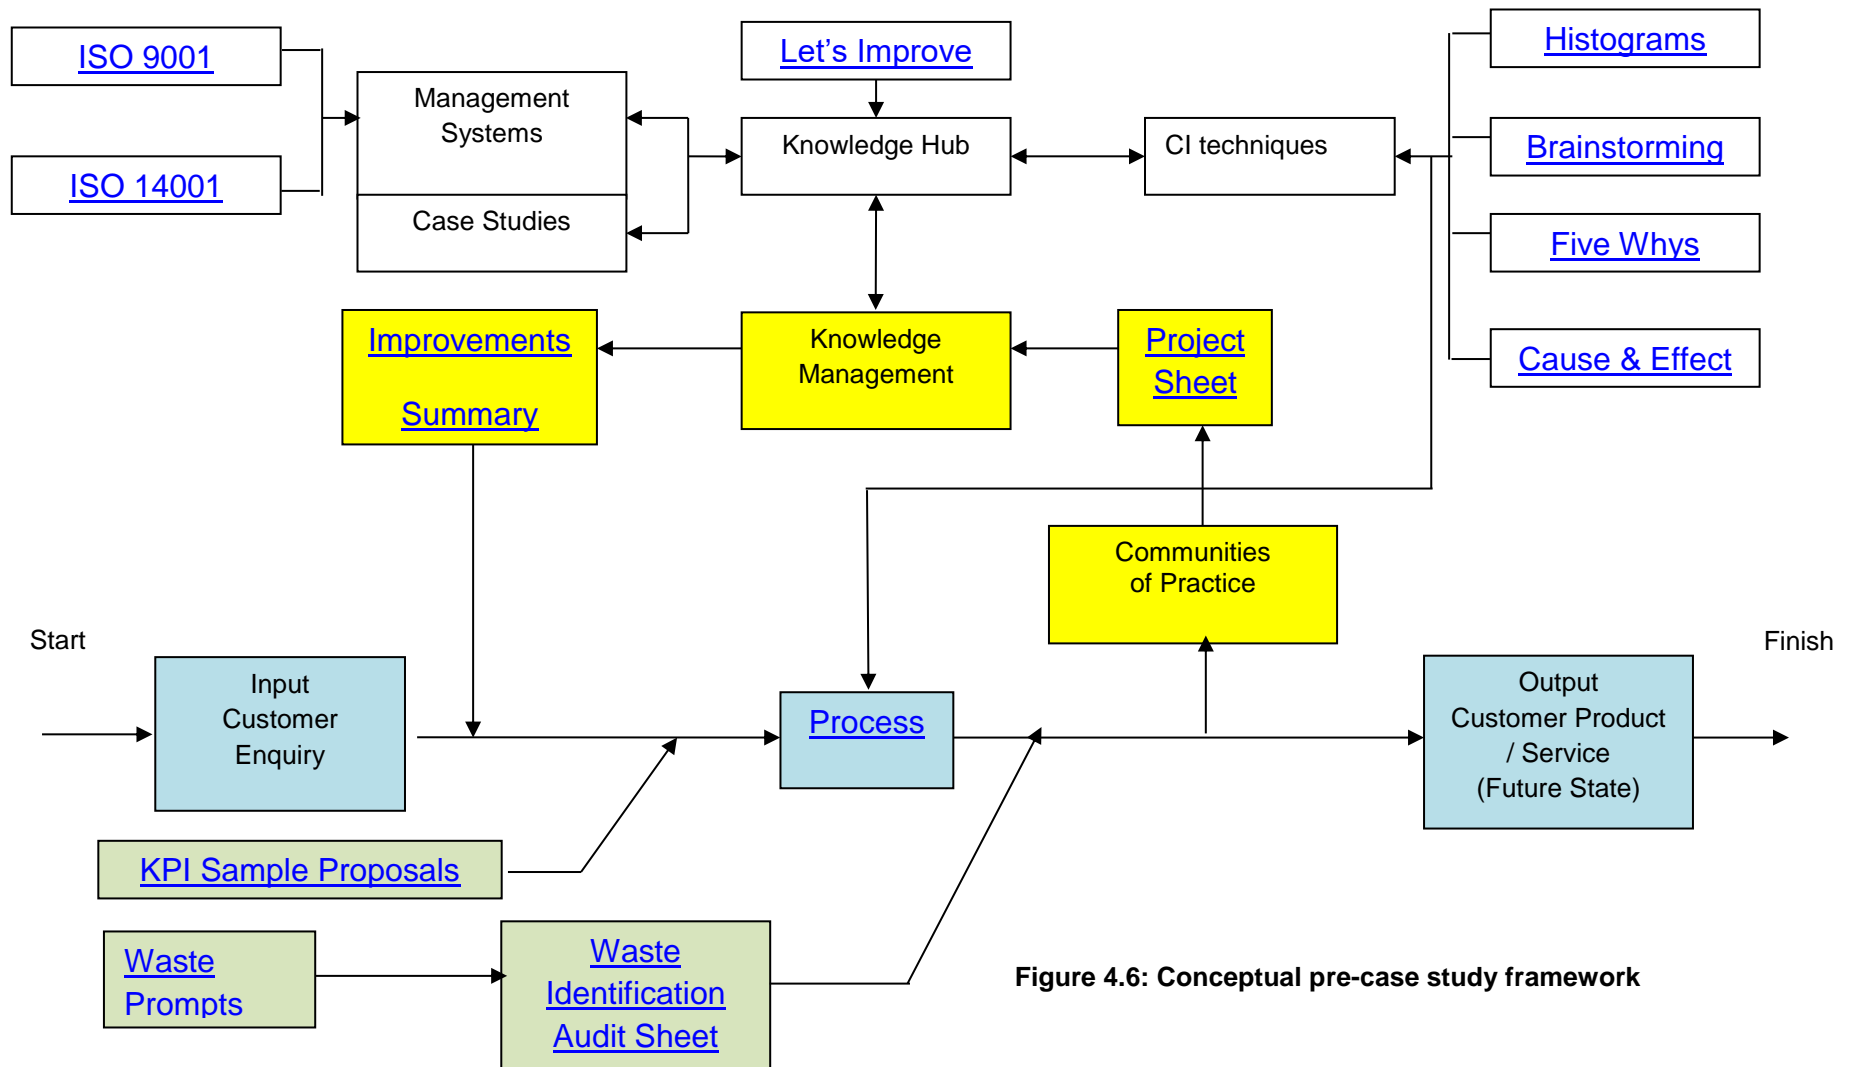 ISO 9001
ISO 14001
Management
Systems
Case Studies
Let’s Improve
Knowledge Hub
CI techniques
Histograms
Brainstorming
Five Whys
Cause & Effect
Improvements
Summary
Knowledge
Management
Project
Sheet
Communities
of Practice
Start
Input
Customer
Enquiry
Process
Output
Customer Product
/ Service
(Future State)
Finish
KPI Sample Proposals
Waste
Prompts
Waste
Identification
Audit Sheet
Figure 4.6: Conceptual pre-case study framework